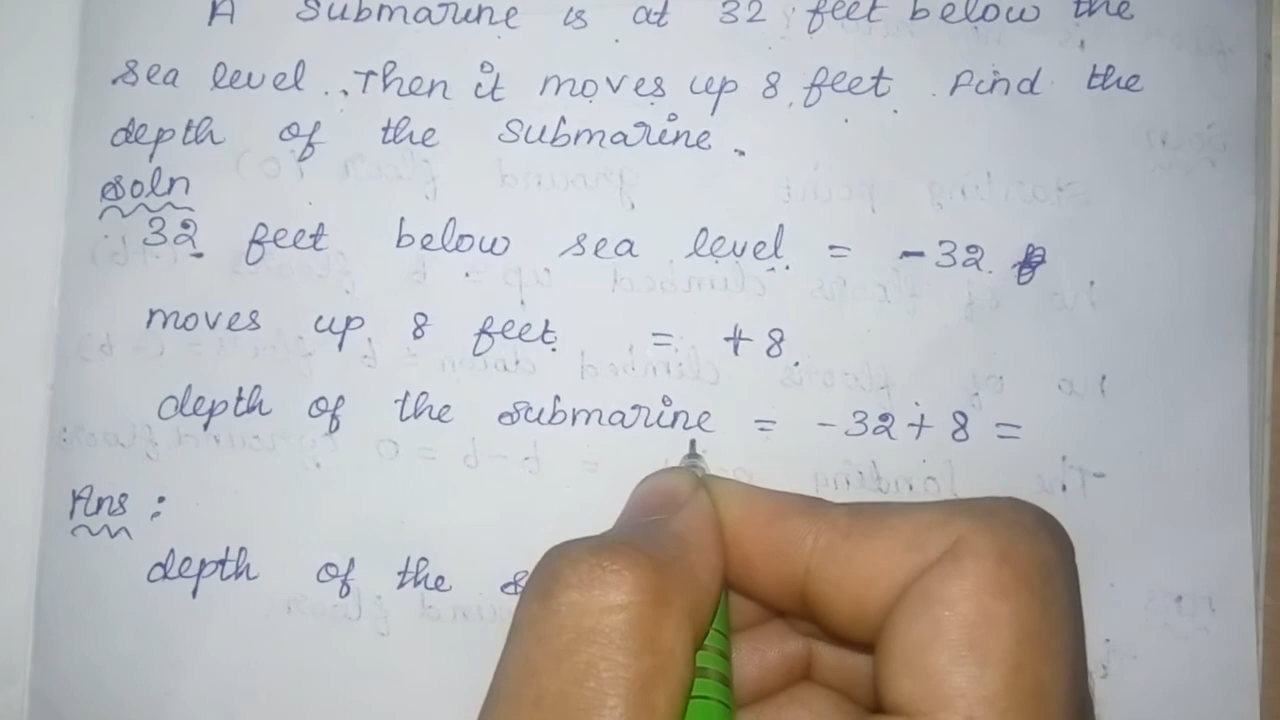 A submarine is at 32 feet below the
sea level. Then it moves up 8 feet. Find the
depth of the submarine.
Soln
32 feet below sea level = -32
moves up 8 feet = +8.
depth of the submarine = -32+8 =
Ans :
depth of the